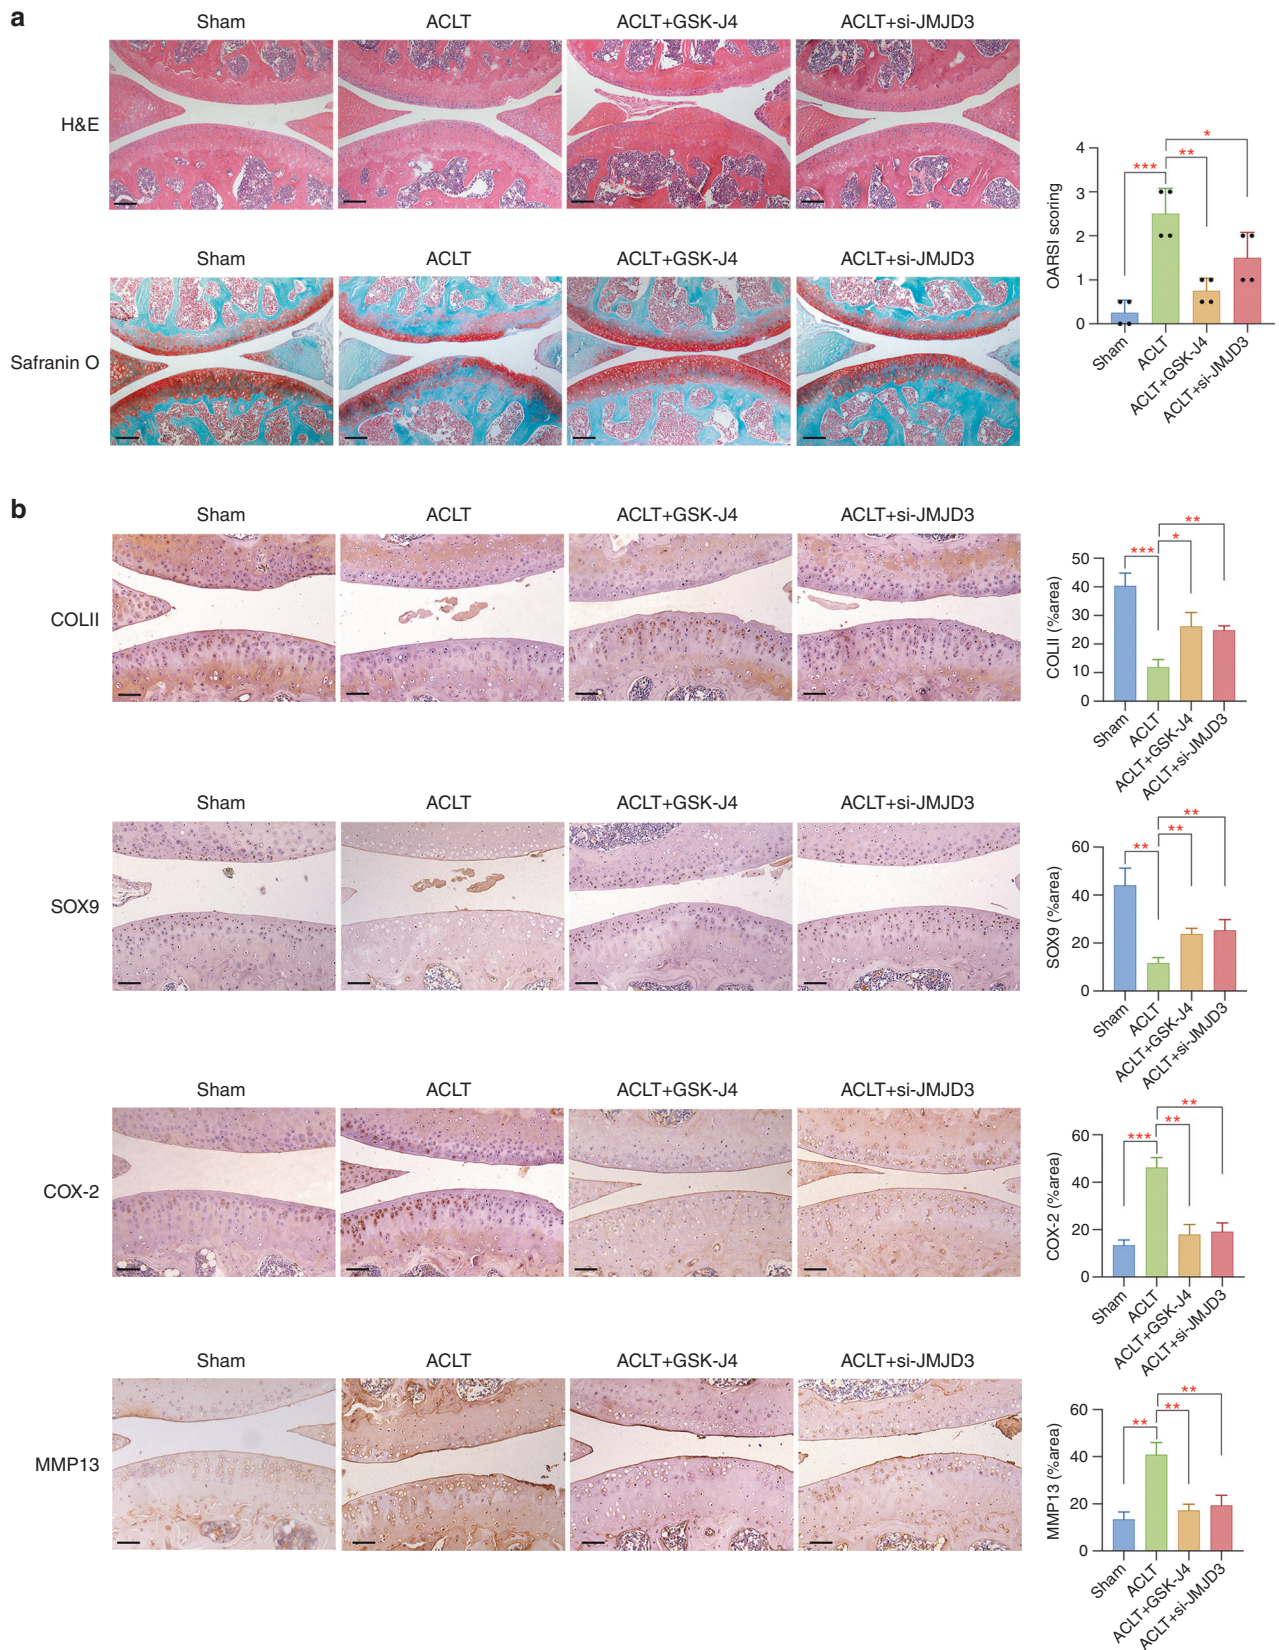 a
Sham ACLT ACLT+GSK-J4 ACLT+si-JMJD3
H&E
Sham ACLT ACLT+GSK-J4 ACLT+si-JMJD3
Safranin O
OARSI scoring
4
3
2
1
0
*
*** **
Sham ACLT ACLT+GSK-J4 ACLT+si-JMJD3
b
Sham ACLT ACLT+GSK-J4 ACLT+si-JMJD3
COLII
COLII (%area)
50
40
30
20
10
0
**
*** *
Sham ACLT ACLT+GSK-J4 ACLT+si-JMJD3
Sham ACLT ACLT+GSK-J4 ACLT+si-JMJD3
SOX9
SOX9 (%area)
60
40
20
0
**
** **
Sham ACLT ACLT+GSK-J4 ACLT+si-JMJD3
Sham ACLT ACLT+GSK-J4 ACLT+si-JMJD3
COX-2
COX-2 (%area)
60
40
20
0
**
*** **
Sham ACLT ACLT+GSK-J4 ACLT+si-JMJD3
Sham ACLT ACLT+GSK-J4 ACLT+si-JMJD3
MMP13
MMP13 (%area)
60
40
20
0
**
** **
Sham ACLT ACLT+GSK-J4 ACLT+si-JMJD3